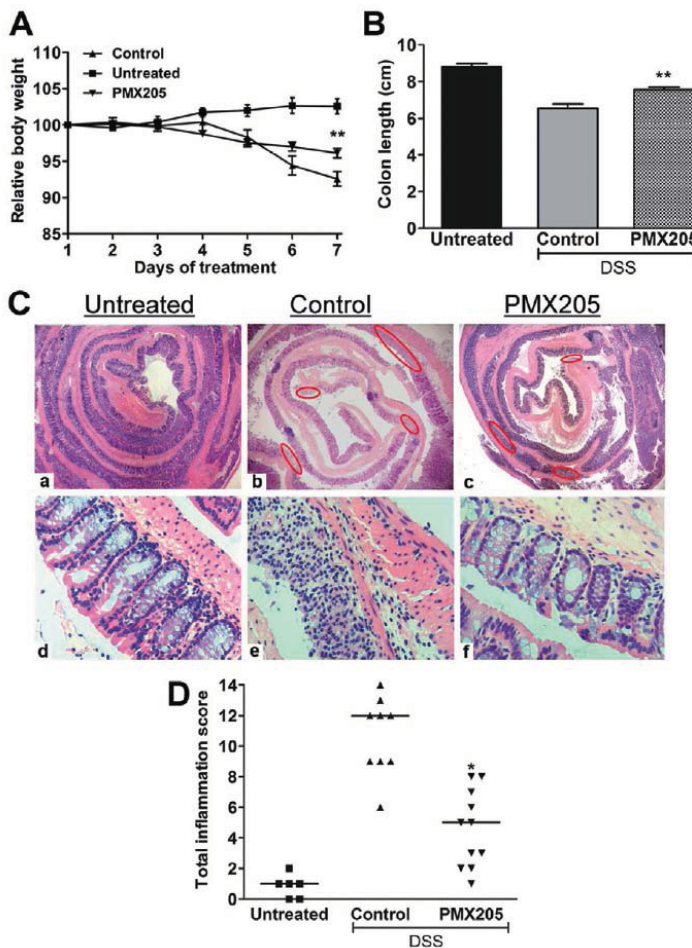 A
Control
Untreated
PMX205
Relative body weight
110
105
100
95
90
85
**
1 2 3 4 5 6 7
Days of treatment
B
Colon length (cm)
10
8
6
4
2
0
**
Untreated Control PMX205
DSS
C Untreated Control PMX205
a b c
d e f
D
Total inflammation score
14
12
10
8
6
4
2
0
*
Untreated Control PMX205
DSS